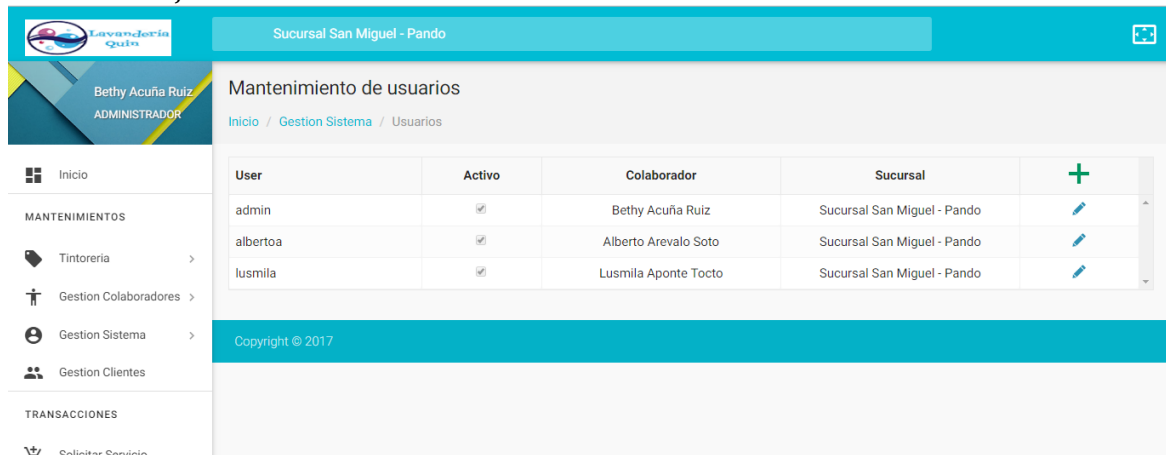 Lavandería
Quin
Sucursal San Miguel - Pando
Bethy Acuña Ruiz
ADMINISTRADOR
Mantenimiento de usuarios
Inicio / Gestion Sistema / Usuarios
Inicio
MANTENIMIENTOS
Tintoreria
Gestion Colaboradores
Gestion Sistema
Gestion Clientes
TRANSACCIONES
Solicitar Servicio
User Activo Colaborador Sucursal
admin Bethy Acuña Ruiz Sucursal San Miguel - Pando
albertoa Alberto Arevalo Soto Sucursal San Miguel - Pando
lusmila Lusmila Aponte Tocto Sucursal San Miguel - Pando
Copyright © 2017